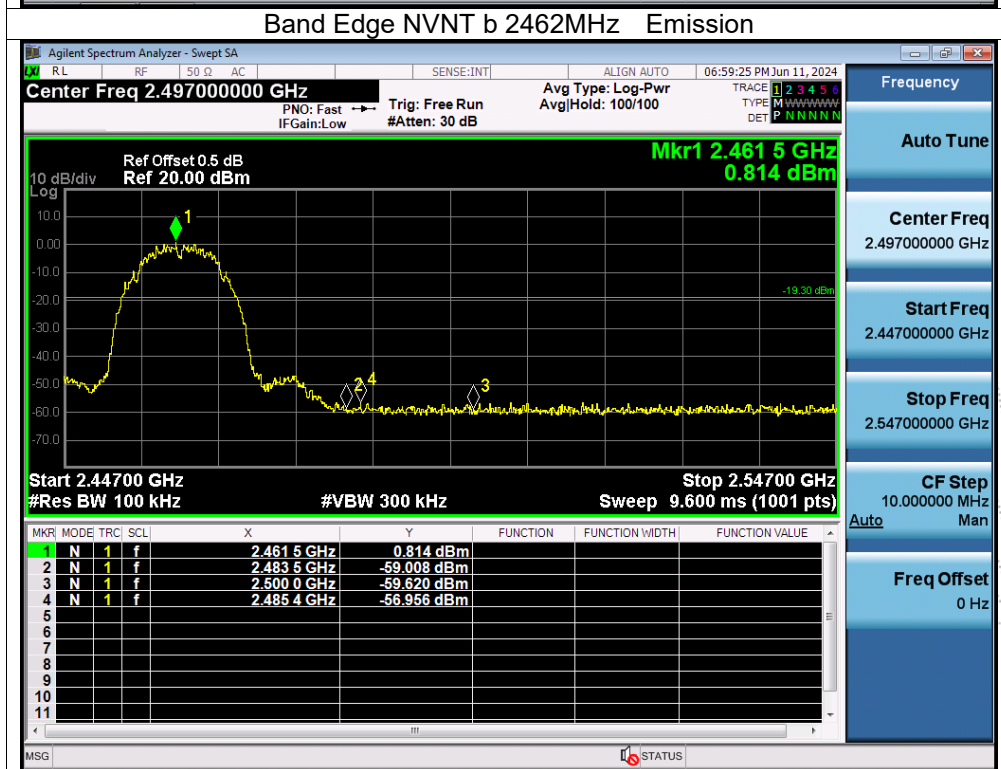 Band Edge NVNT b 2462MHz Emission
Agilent Spectrum Analyzer - Swept SA
LXI RL RF 50 Ω AC SENSE:INT ALIGN AUTO 06:59:25 PM Jun 11, 2024
Center Freq 2.497000000 GHz
PNO: Fast
IFGain:Low
Trig: Free Run
#Atten: 30 dB
Avg Type: Log-Pwr
Avg|Hold: 100/100
TRACE 1 2 3 4 5 6
TYPE M WWWWW
DET P N N N N N
Ref Offset 0.5 dB
10 dB/div Ref 20.00 dBm
Log
Mkr1 2.461 5 GHz
0.814 dBm
10.0
0.00
-10.0
-20.0
-30.0
-40.0
-50.0
-60.0
-70.0
1
2
4
3
-19.30 dBm
Start 2.44700 GHz Stop 2.54700 GHz
#Res BW 100 kHz #VBW 300 kHz Sweep 9.600 ms (1001 pts)
MKR MODE TRC SCL X Y FUNCTION FUNCTION WIDTH FUNCTION VALUE
1 N 1 f 2.461 5 GHz 0.814 dBm
2 N 1 f 2.483 5 GHz -59.008 dBm
3 N 1 f 2.500 0 GHz -59.620 dBm
4 N 1 f 2.485 4 GHz -56.956 dBm
5
6
7
8
9
10
11
MSG STATUS
Frequency
Auto Tune
Center Freq
2.497000000 GHz
Start Freq
2.447000000 GHz
Stop Freq
2.547000000 GHz
CF Step
10.000000 MHz
Auto Man
Freq Offset
0 Hz